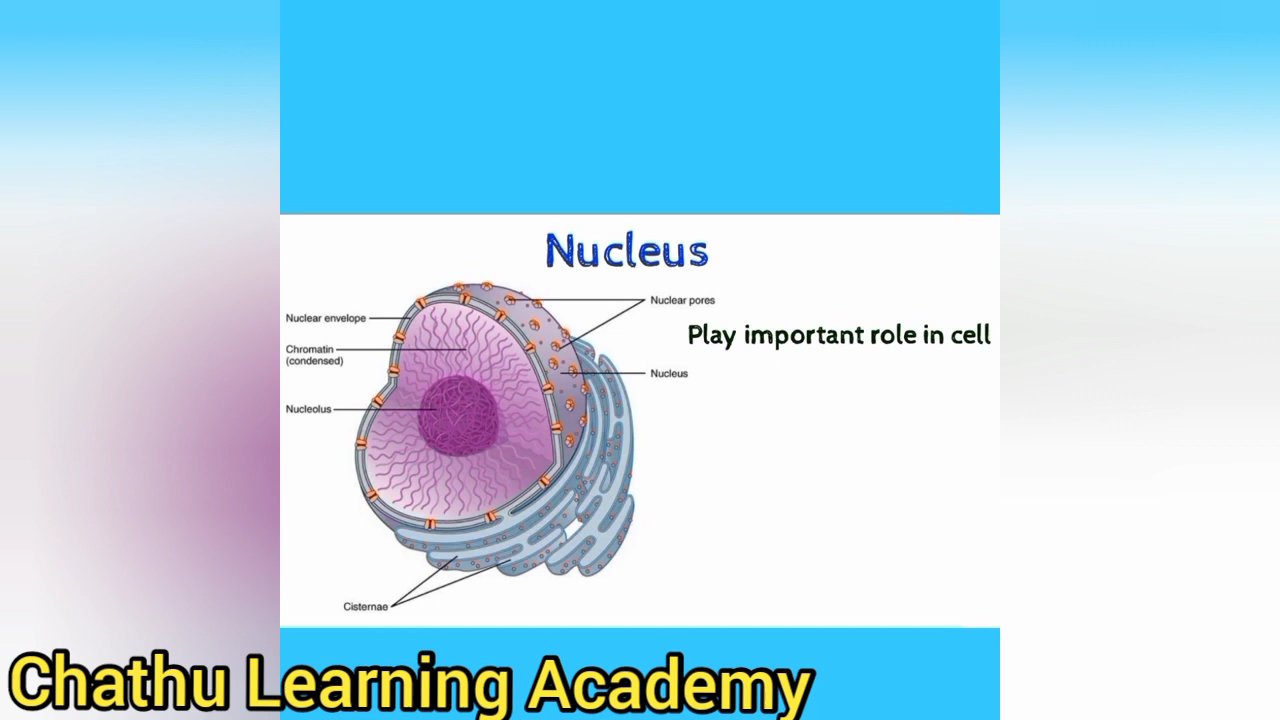 Nucleus
Nuclear pores
Nuclear envelope
Play important role in cell
Chromatin
(condensed)
Nucleus
Nucleolus
Cisternae
Chathu Learning Academy